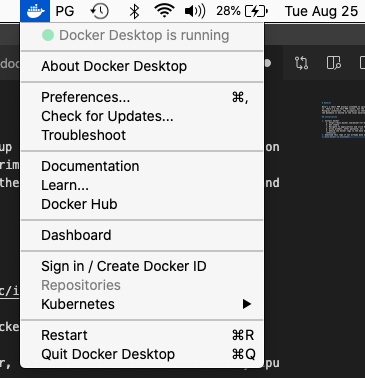 PG 28% Tue Aug 25
Docker Desktop is running
About Docker Desktop
Preferences... ⌘,
Check for Updates...
Troubleshoot
up on
rim
the nd
Documentation
Learn...
Docker Hub
Dashboard
Sign in / Create Docker ID
Repositories
c/i
Kubernetes
cke
Restart ⌘R
Quit Docker Desktop ⌘Q
r, pu